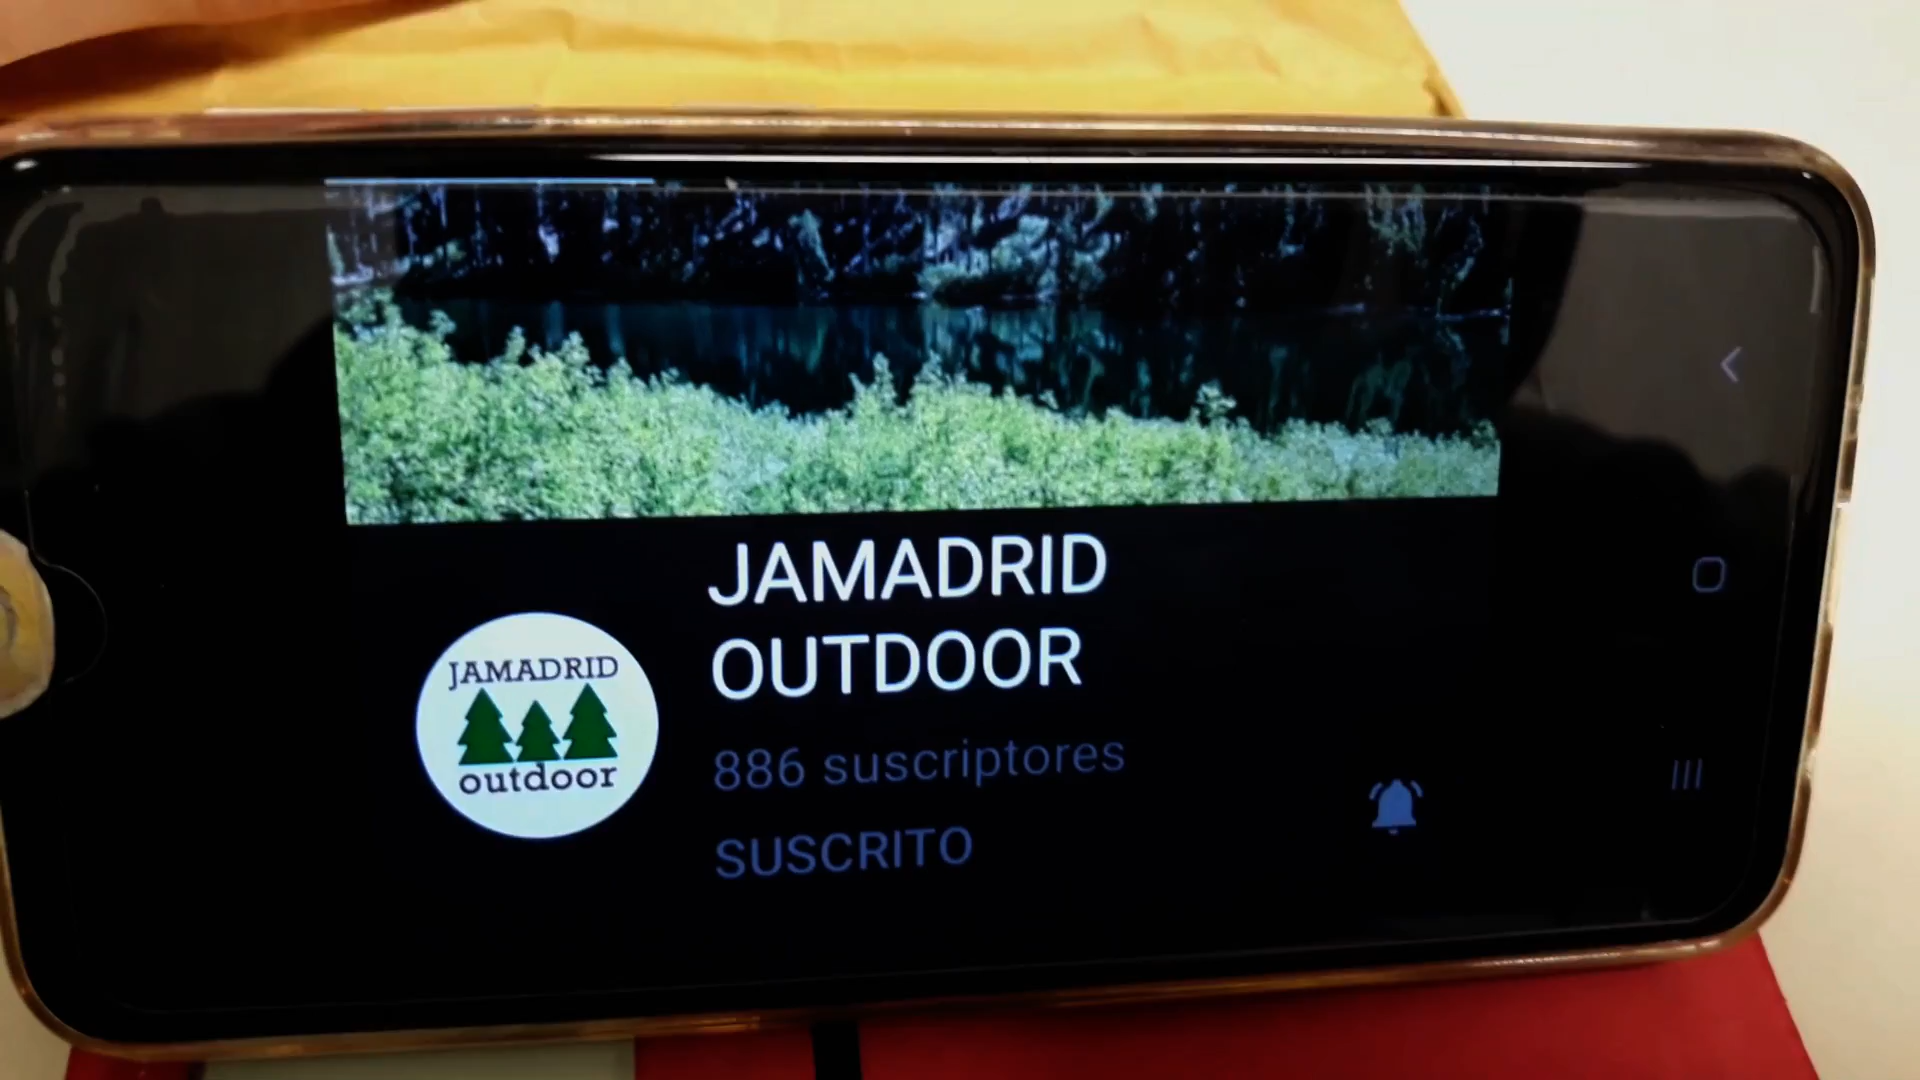 JAMADRID
OUTDOOR
JAMADRID
outdoor
886 suscriptores
SUSCRITO